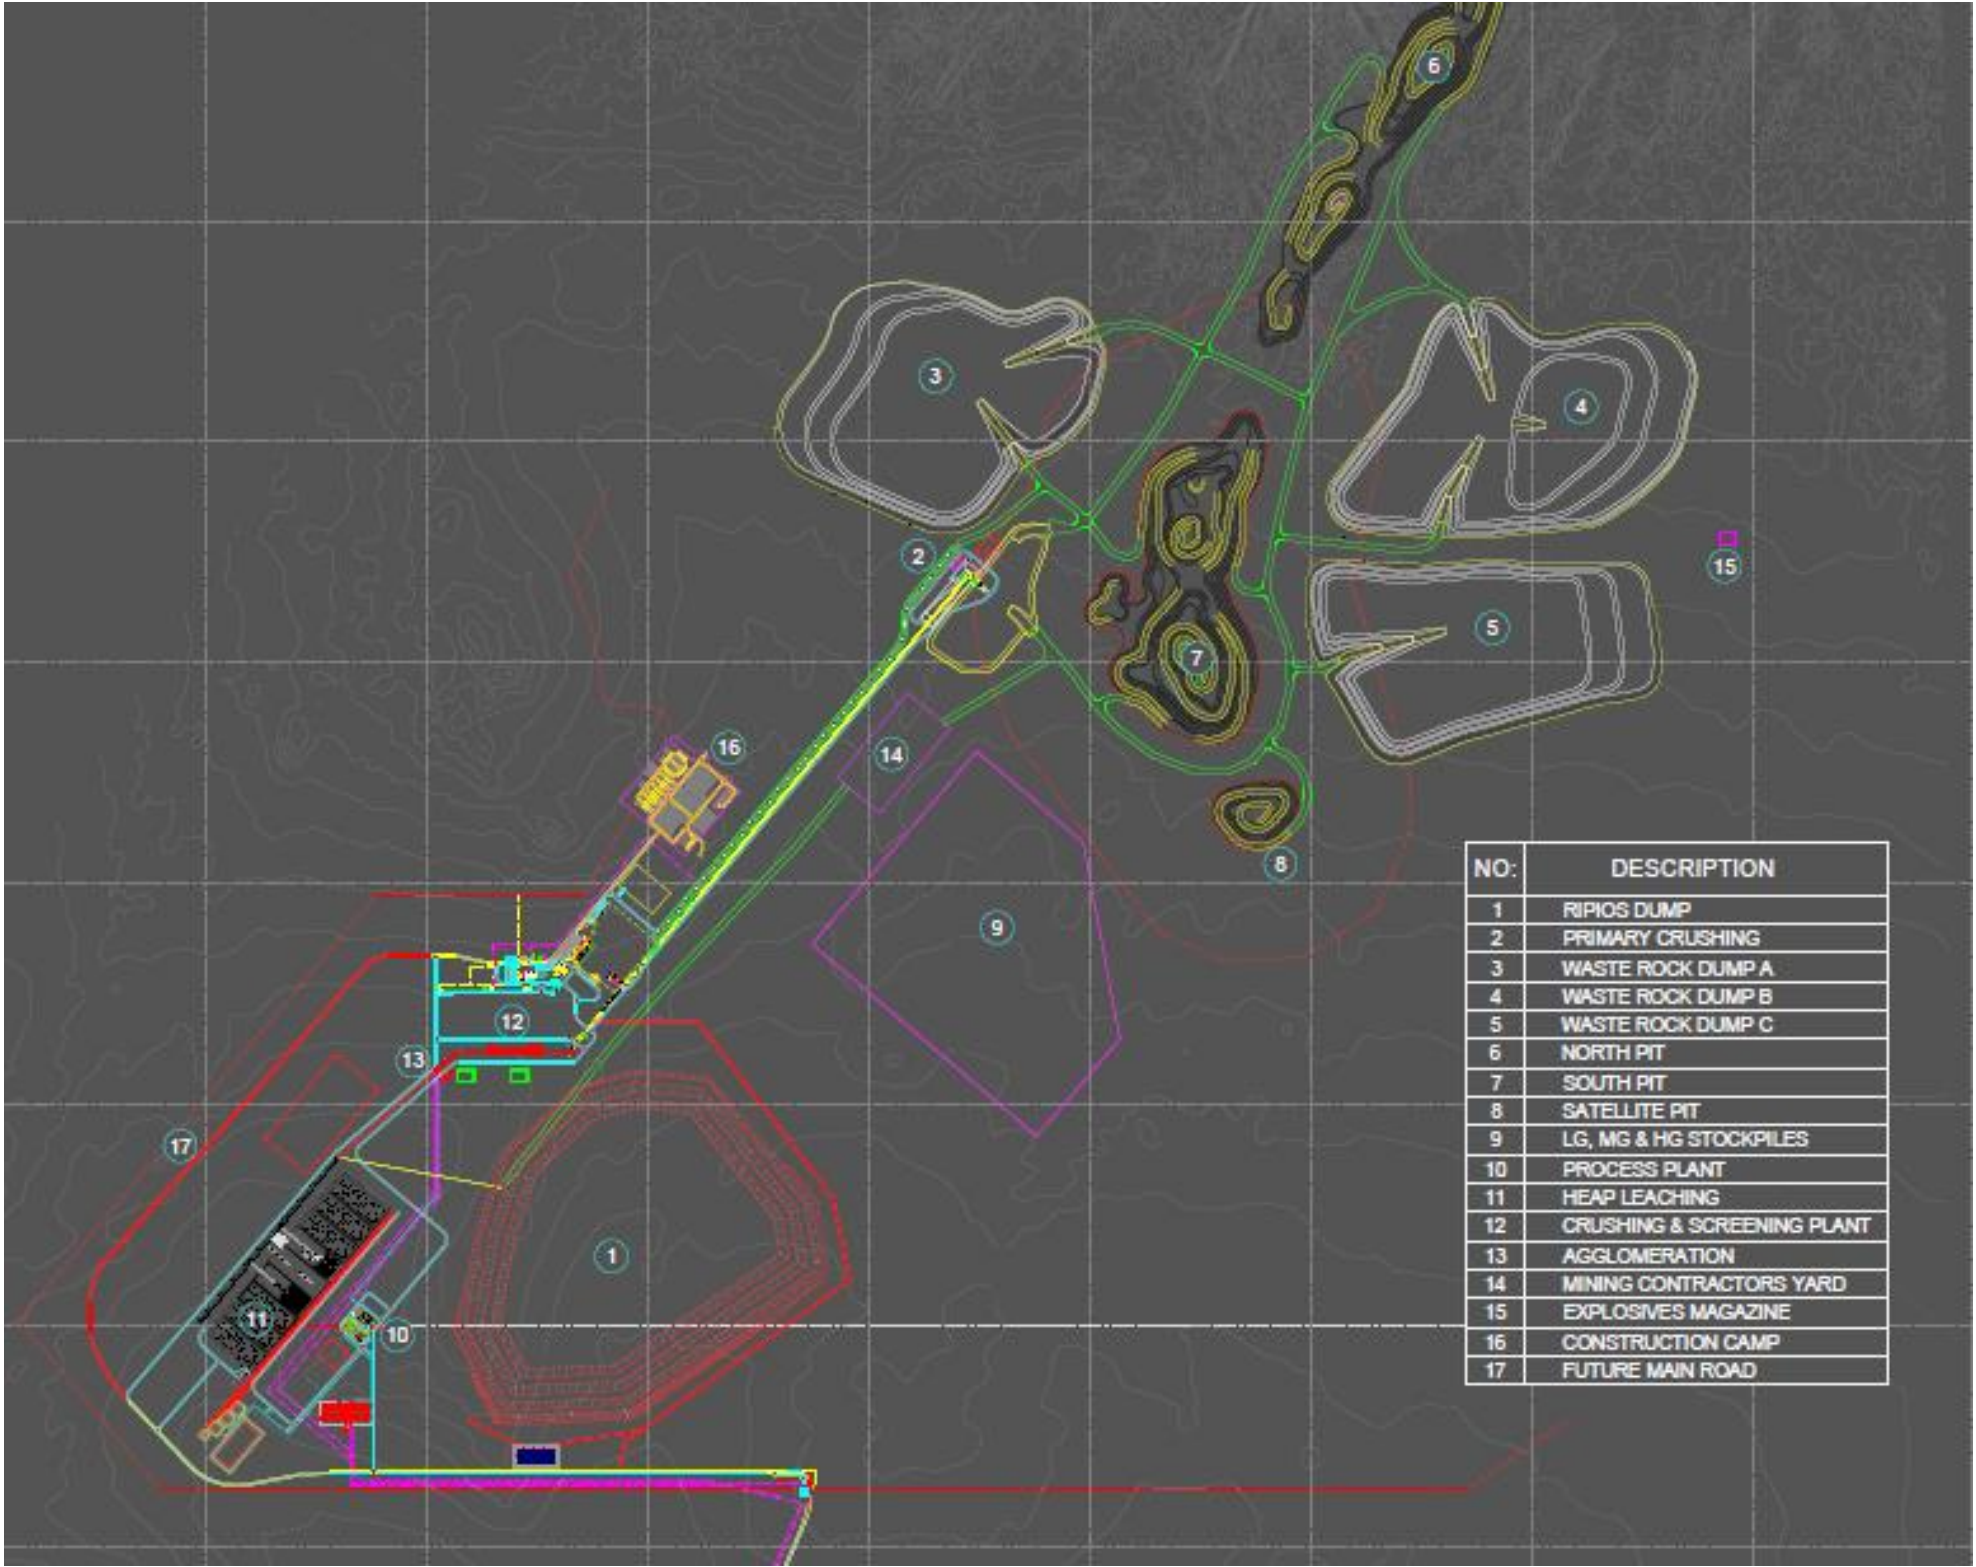 6
3
4
2
15
5
7
16
14
8
9
12
13
17
1
11
10
NO: DESCRIPTION
1 RIPIOS DUMP
2 PRIMARY CRUSHING
3 WASTE ROCK DUMP A
4 WASTE ROCK DUMP B
5 WASTE ROCK DUMP C
6 NORTH PIT
7 SOUTH PIT
8 SATELLITE PIT
9 LG, MG & HG STOCKPILES
10 PROCESS PLANT
11 HEAP LEACHING
12 CRUSHING & SCREENING PLANT
13 AGGLOMERATION
14 MINING CONTRACTORS YARD
15 EXPLOSIVES MAGAZINE
16 CONSTRUCTION CAMP
17 FUTURE MAIN ROAD